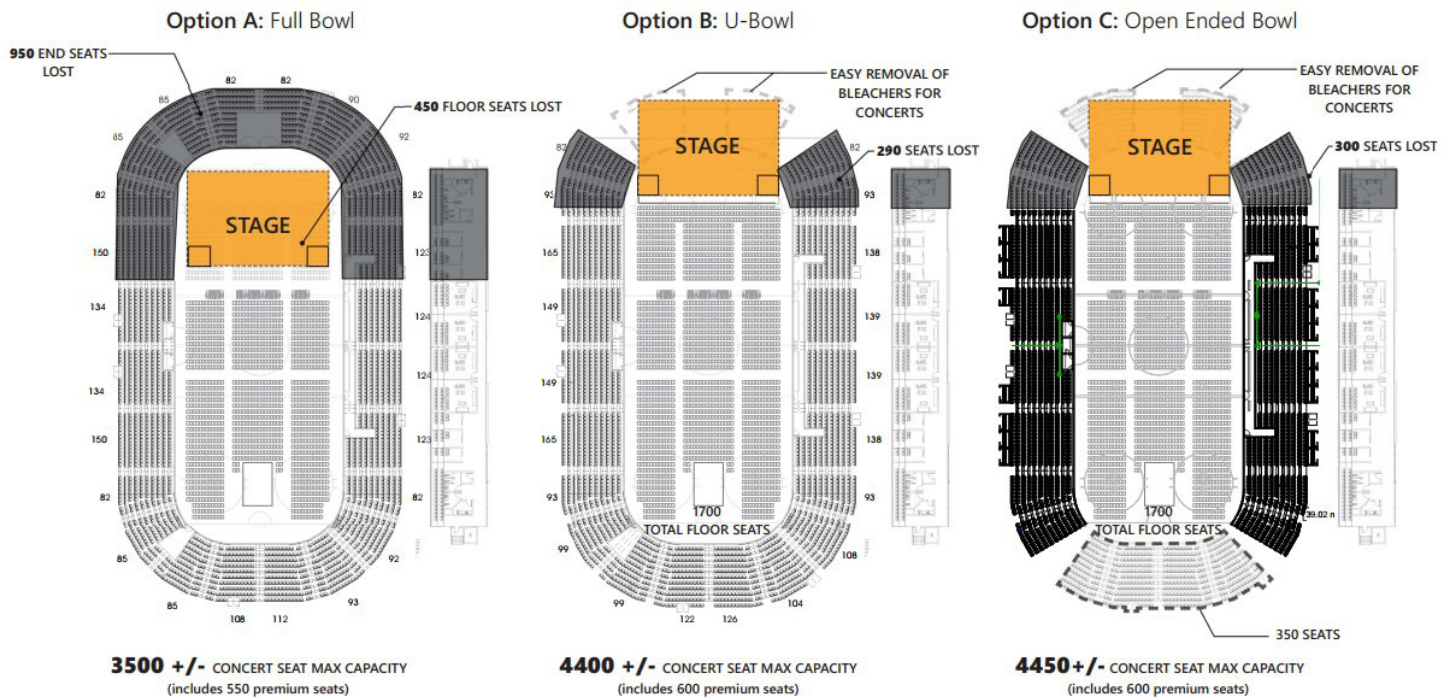 Option A: Full Bowl
950 END SEATS
LOST
82
82
85
90
450 FLOOR SEATS LOST
85
92
82
82
STAGE
150
123
134
124
124
134
150
123
82
82
85
92
85
93
108
112
3500 +/- CONCERT SEAT MAX CAPACITY
(includes 550 premium seats)
Option B: U-Bowl
EASY REMOVAL OF
BLEACHERS FOR
CONCERTS
STAGE
82
82
290 SEATS LOST
93
165
138
149
139
149
139
165
138
93
93
1700
TOTAL FLOOR SEATS
99
108
99
104
122
126
4400 +/- CONCERT SEAT MAX CAPACITY
(includes 600 premium seats)
Option C: Open Ended Bowl
EASY REMOVAL OF
BLEACHERS FOR
CONCERTS
STAGE
300 SEATS LOST
1700
TOTAL FLOOR SEATS
350 SEATS
4450+/- CONCERT SEAT MAX CAPACITY
(includes 600 premium seats)